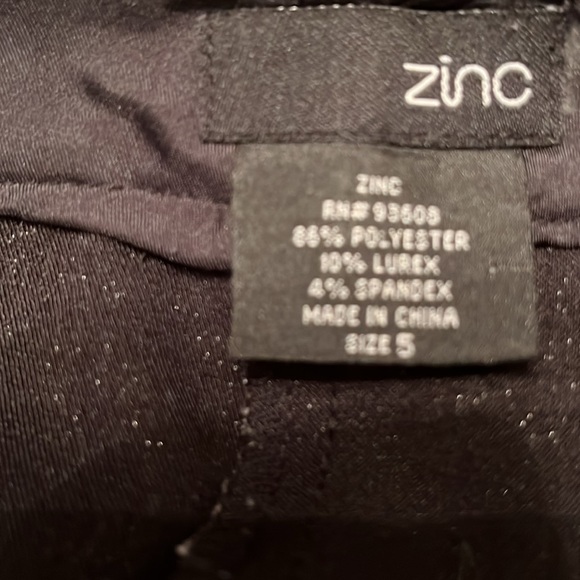 zinc
ZINC
RN# 93608
86% POLYESTER
10% LUREX
4% SPANDEX
MADE IN CHINA
SIZE 5